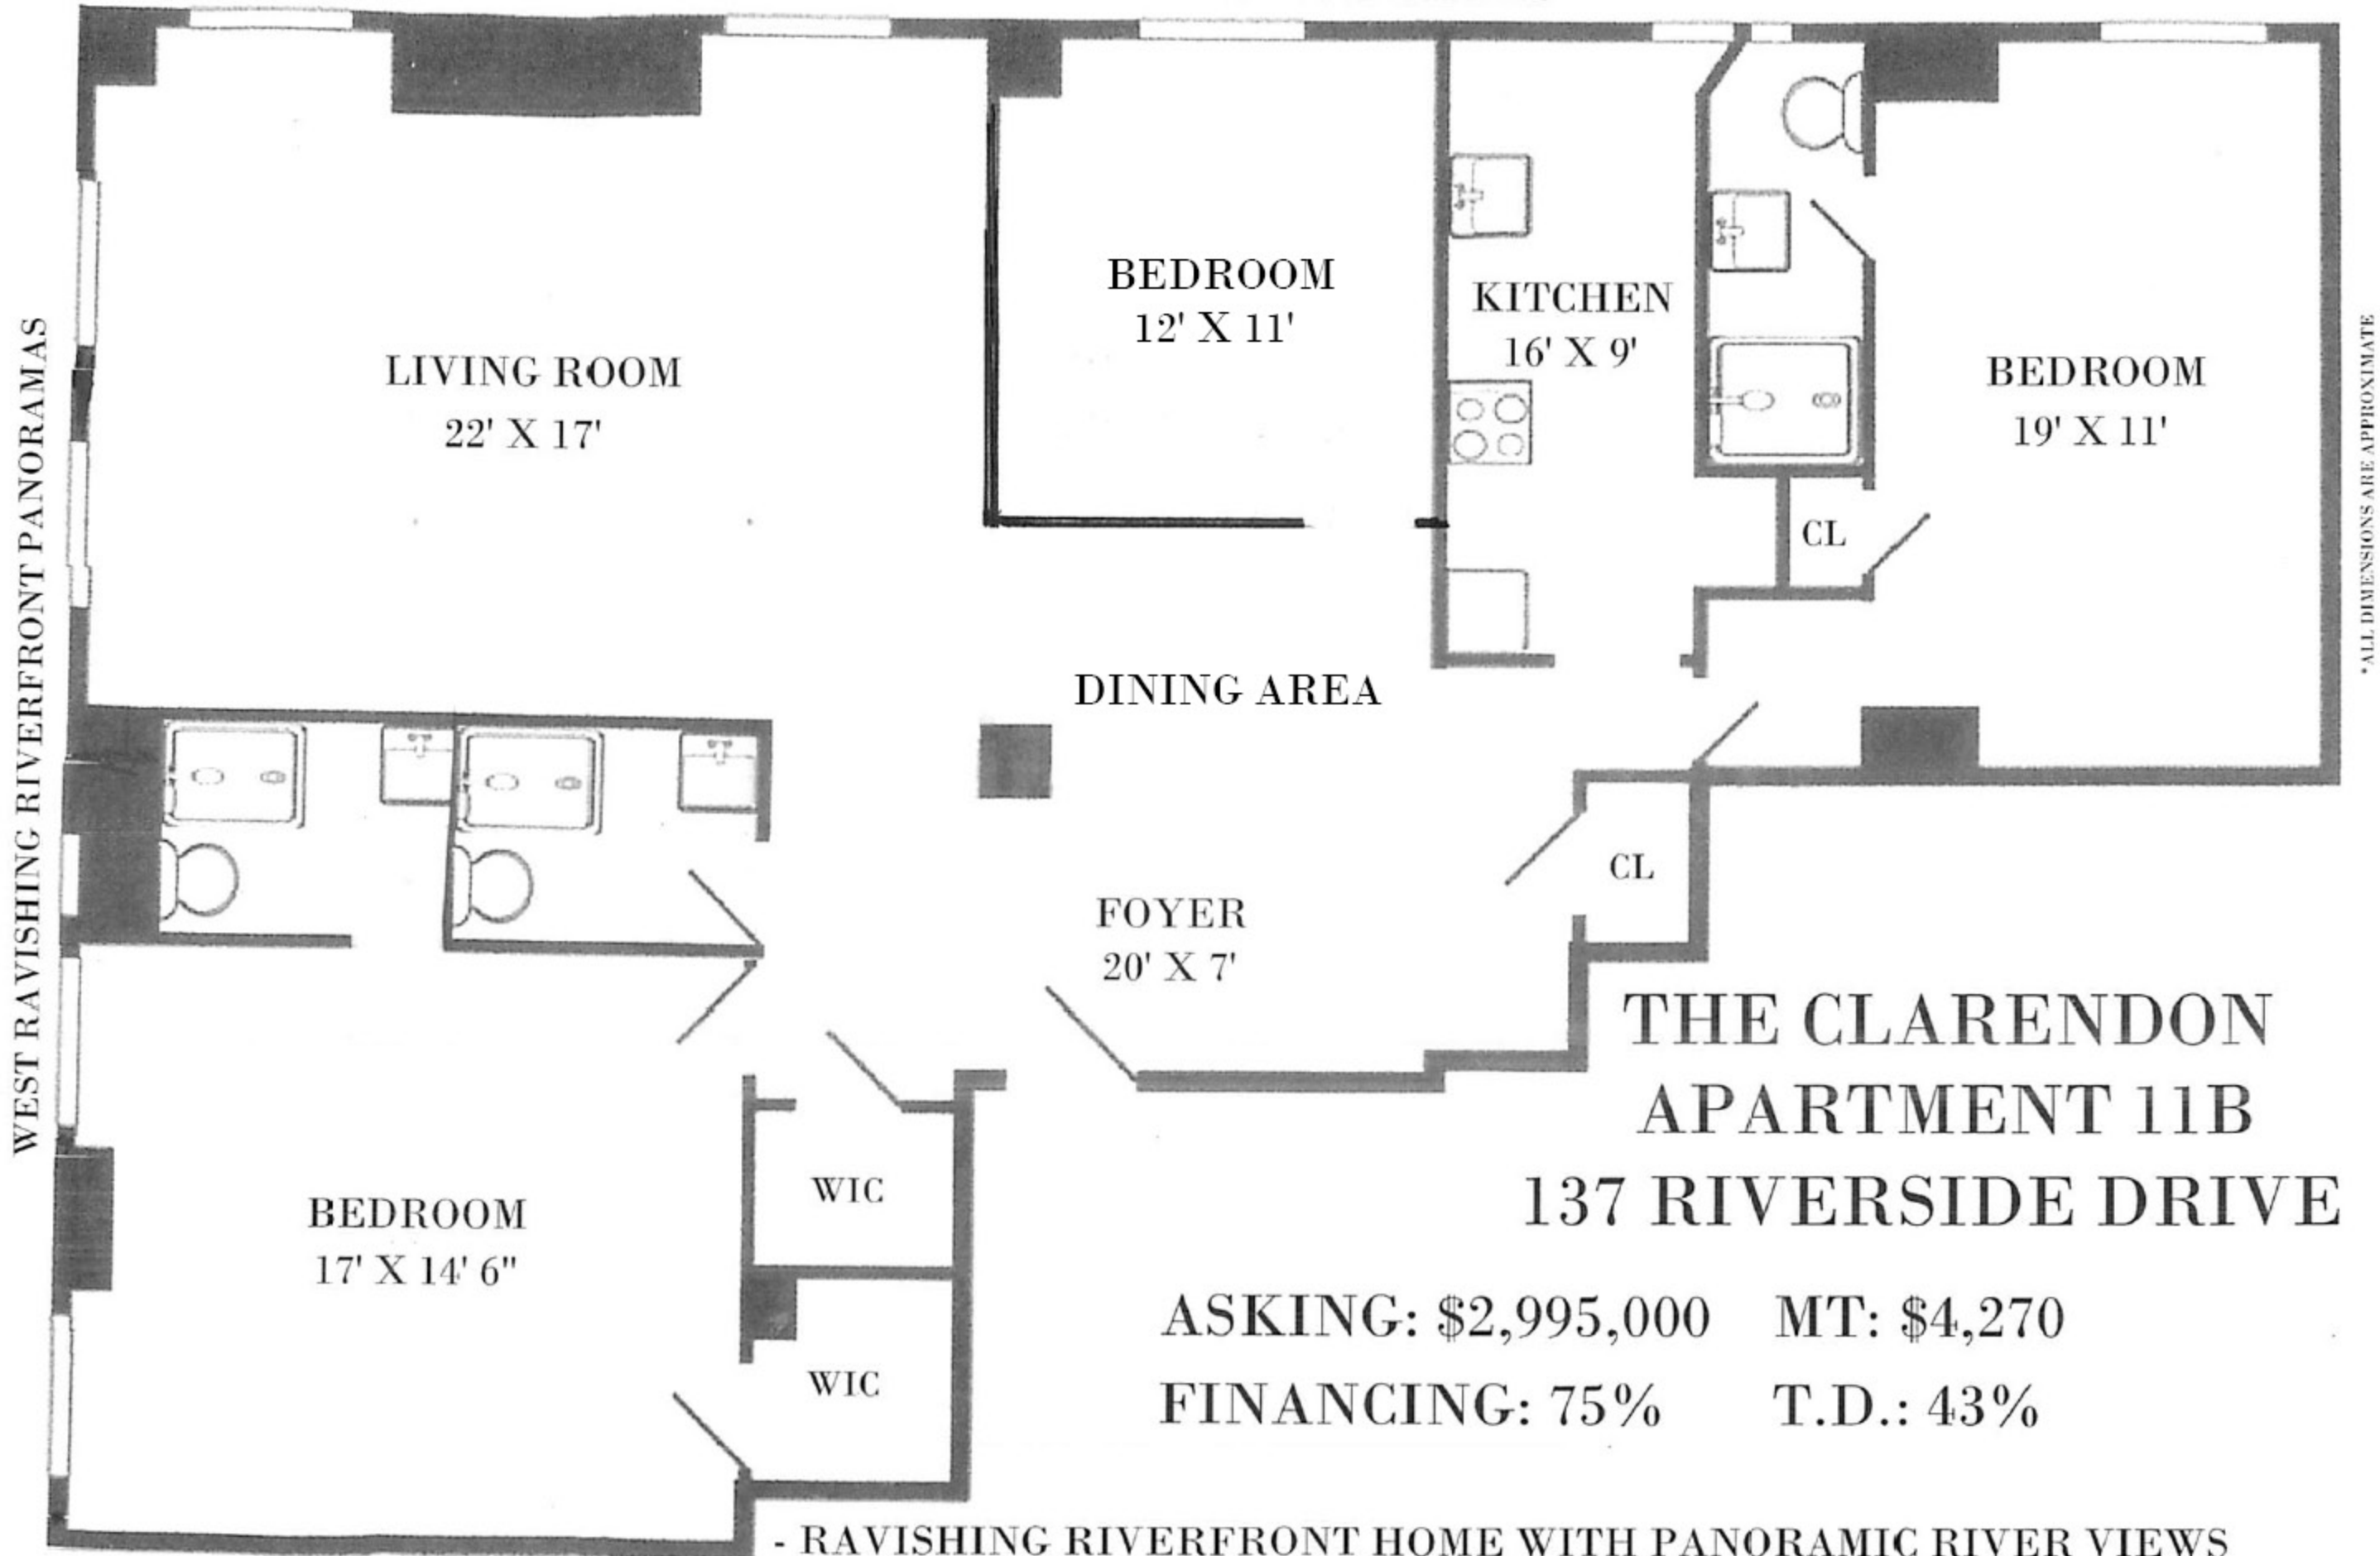 WEST RAVISHING RIVERFRONT PANORAMAS
LIVING ROOM
22' X 17'
BEDROOM
12' X 11'
KITCHEN
16' X 9'
BEDROOM
19' X 11'
*ALL DIMENSIONS ARE APPROXIMATE
CL
DINING AREA
CL
FOYER
20' X 7'
BEDROOM
17' X 14' 6"
WIC
WIC
THE CLARENDON
APARTMENT 11B
137 RIVERSIDE DRIVE
ASKING: $2,995,000 MT: $4,270
FINANCING: 75% T.D.: 43%
- RAVISHING RIVERFRONT HOME WITH PANORAMIC RIVER VIEWS